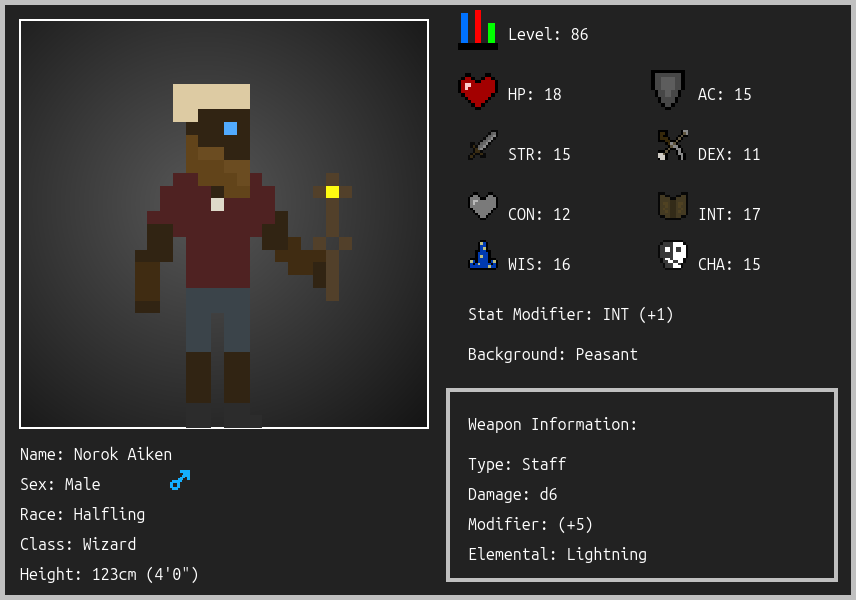 Level: 86
HP: 18
AC: 15
STR: 15
DEX: 11
CON: 12
INT: 17
WIS: 16
CHA: 15
Stat Modifier: INT (+1)
Background: Peasant
Weapon Information:
Type: Staff
Damage: d6
Modifier: (+5)
Elemental: Lightning
Name: Norok Aiken
Sex: Male
Race: Halfling
Class: Wizard
Height: 123cm (4'0")